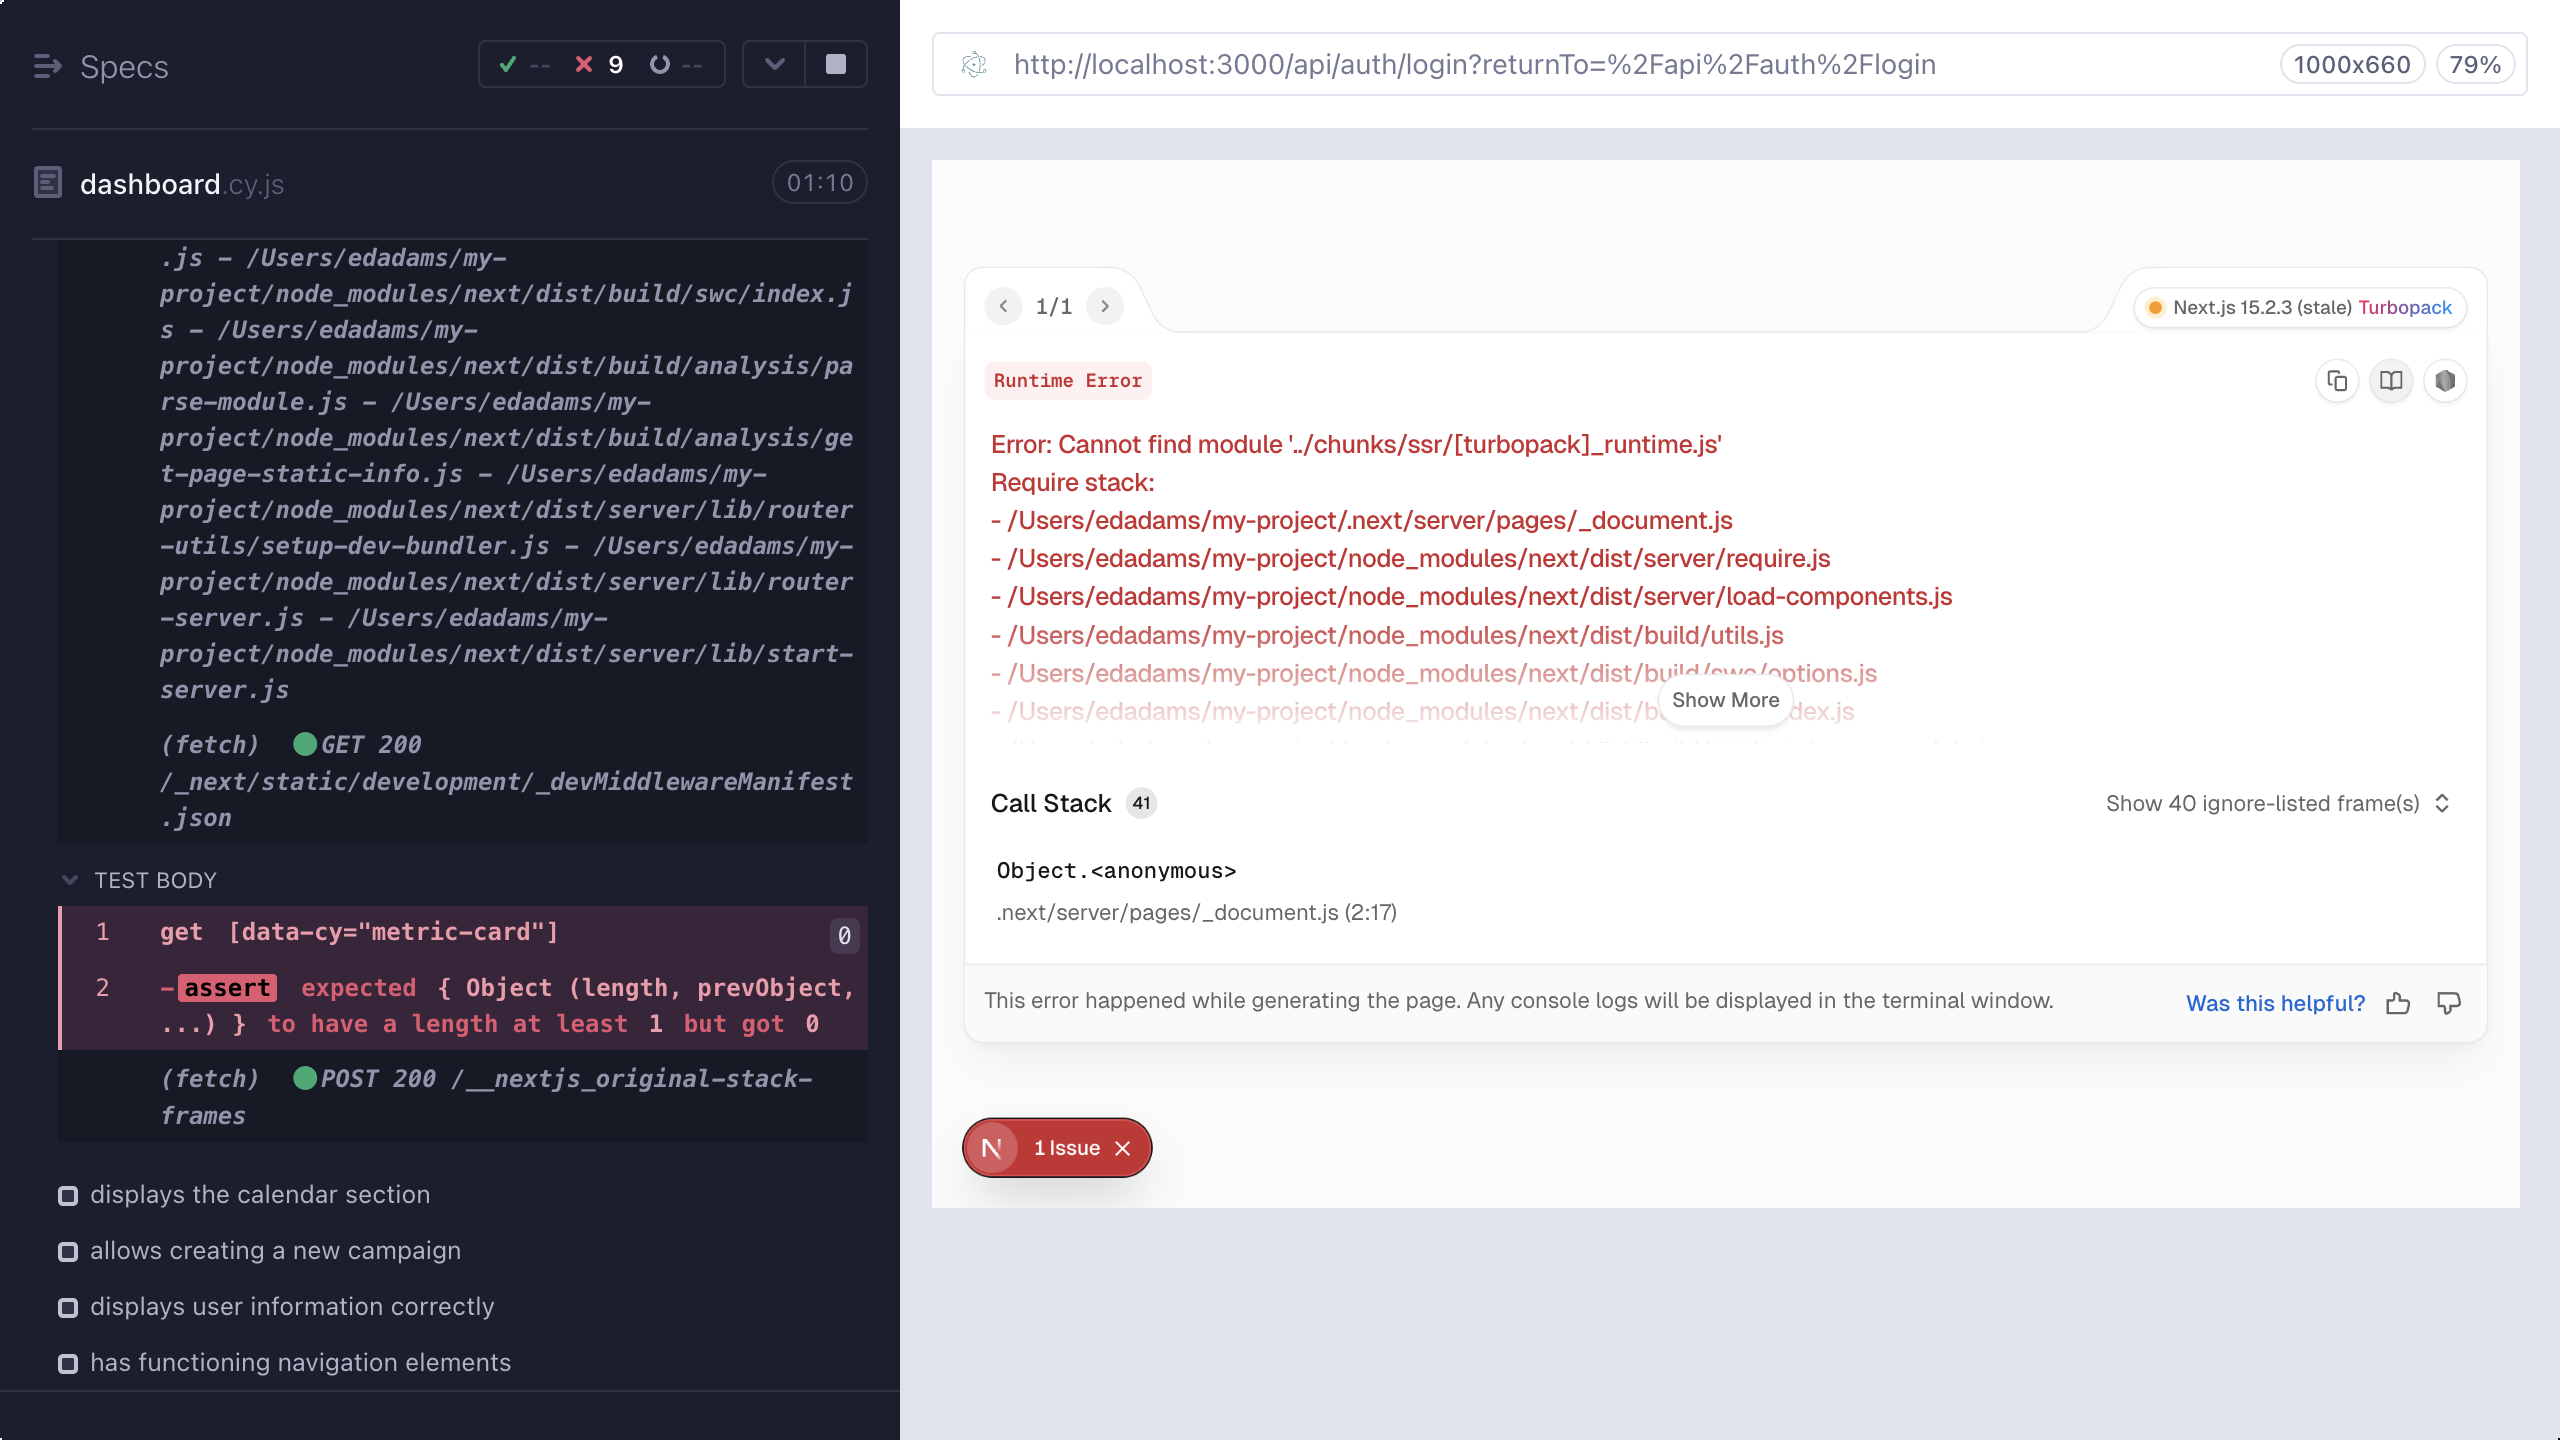 Specs
-- 9 --
dashboard.cy.js
01:10
.js – /Users/edadams/my-
project/node_modules/next/dist/build/swc/index.j
s – /Users/edadams/my-
project/node_modules/next/dist/build/analysis/pa
rse-module.js – /Users/edadams/my-
project/node_modules/next/dist/build/analysis/ge
t-page-static-info.js – /Users/edadams/my-
project/node_modules/next/dist/server/lib/router
-utils/setup-dev-bundler.js – /Users/edadams/my-
project/node_modules/next/dist/server/lib/router
-server.js – /Users/edadams/my-
project/node_modules/next/dist/server/lib/start-
server.js
(fetch) GET 200
/_next/static/development/_devMiddlewareManifest
.json
TEST BODY
1 get [data-cy="metric-card"] 0
2 -assert expected { Object (length, prevObject,
...) } to have a length at least 1 but got 0
(fetch) POST 200 /__nextjs_original-stack-
frames
displays the calendar section
allows creating a new campaign
displays user information correctly
has functioning navigation elements
http://localhost:3000/api/auth/login?returnTo=%2Fapi%2Fauth%2Flogin
1000x660
79%
1/1
Next.js 15.2.3 (stale) Turbopack
Runtime Error
Error: Cannot find module '../chunks/ssr/[turbopack]_runtime.js'
Require stack:
- /Users/edadams/my-project/.next/server/pages/_document.js
- /Users/edadams/my-project/node_modules/next/dist/server/require.js
- /Users/edadams/my-project/node_modules/next/dist/server/load-components.js
- /Users/edadams/my-project/node_modules/next/dist/build/utils.js
- /Users/edadams/my-project/node_modules/next/dist/build/swc/options.js
- /Users/edadams/my-project/node_modules/next/dist/
Show More
Call Stack 41
Show 40 ignore-listed frame(s)
Object.<anonymous>
.next/server/pages/_document.js (2:17)
This error happened while generating the page. Any console logs will be displayed in the terminal window.
Was this helpful?
N 1 Issue